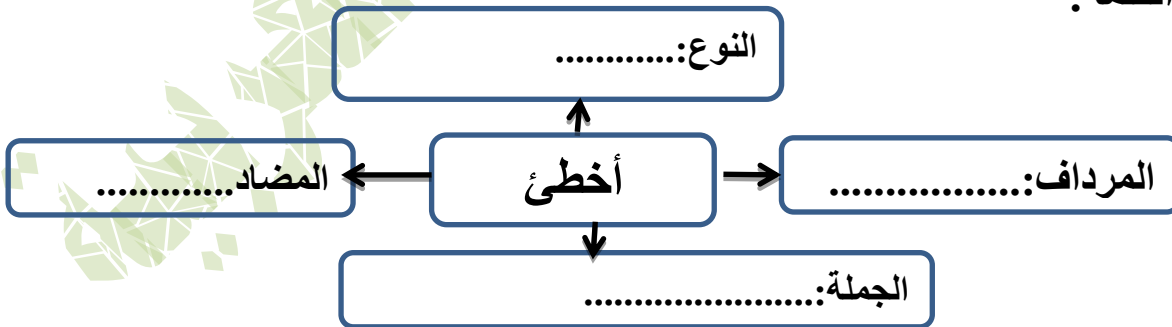 النوع:............
المرداف:.................
أخطئ
المضاد.............
الجملة:.......................